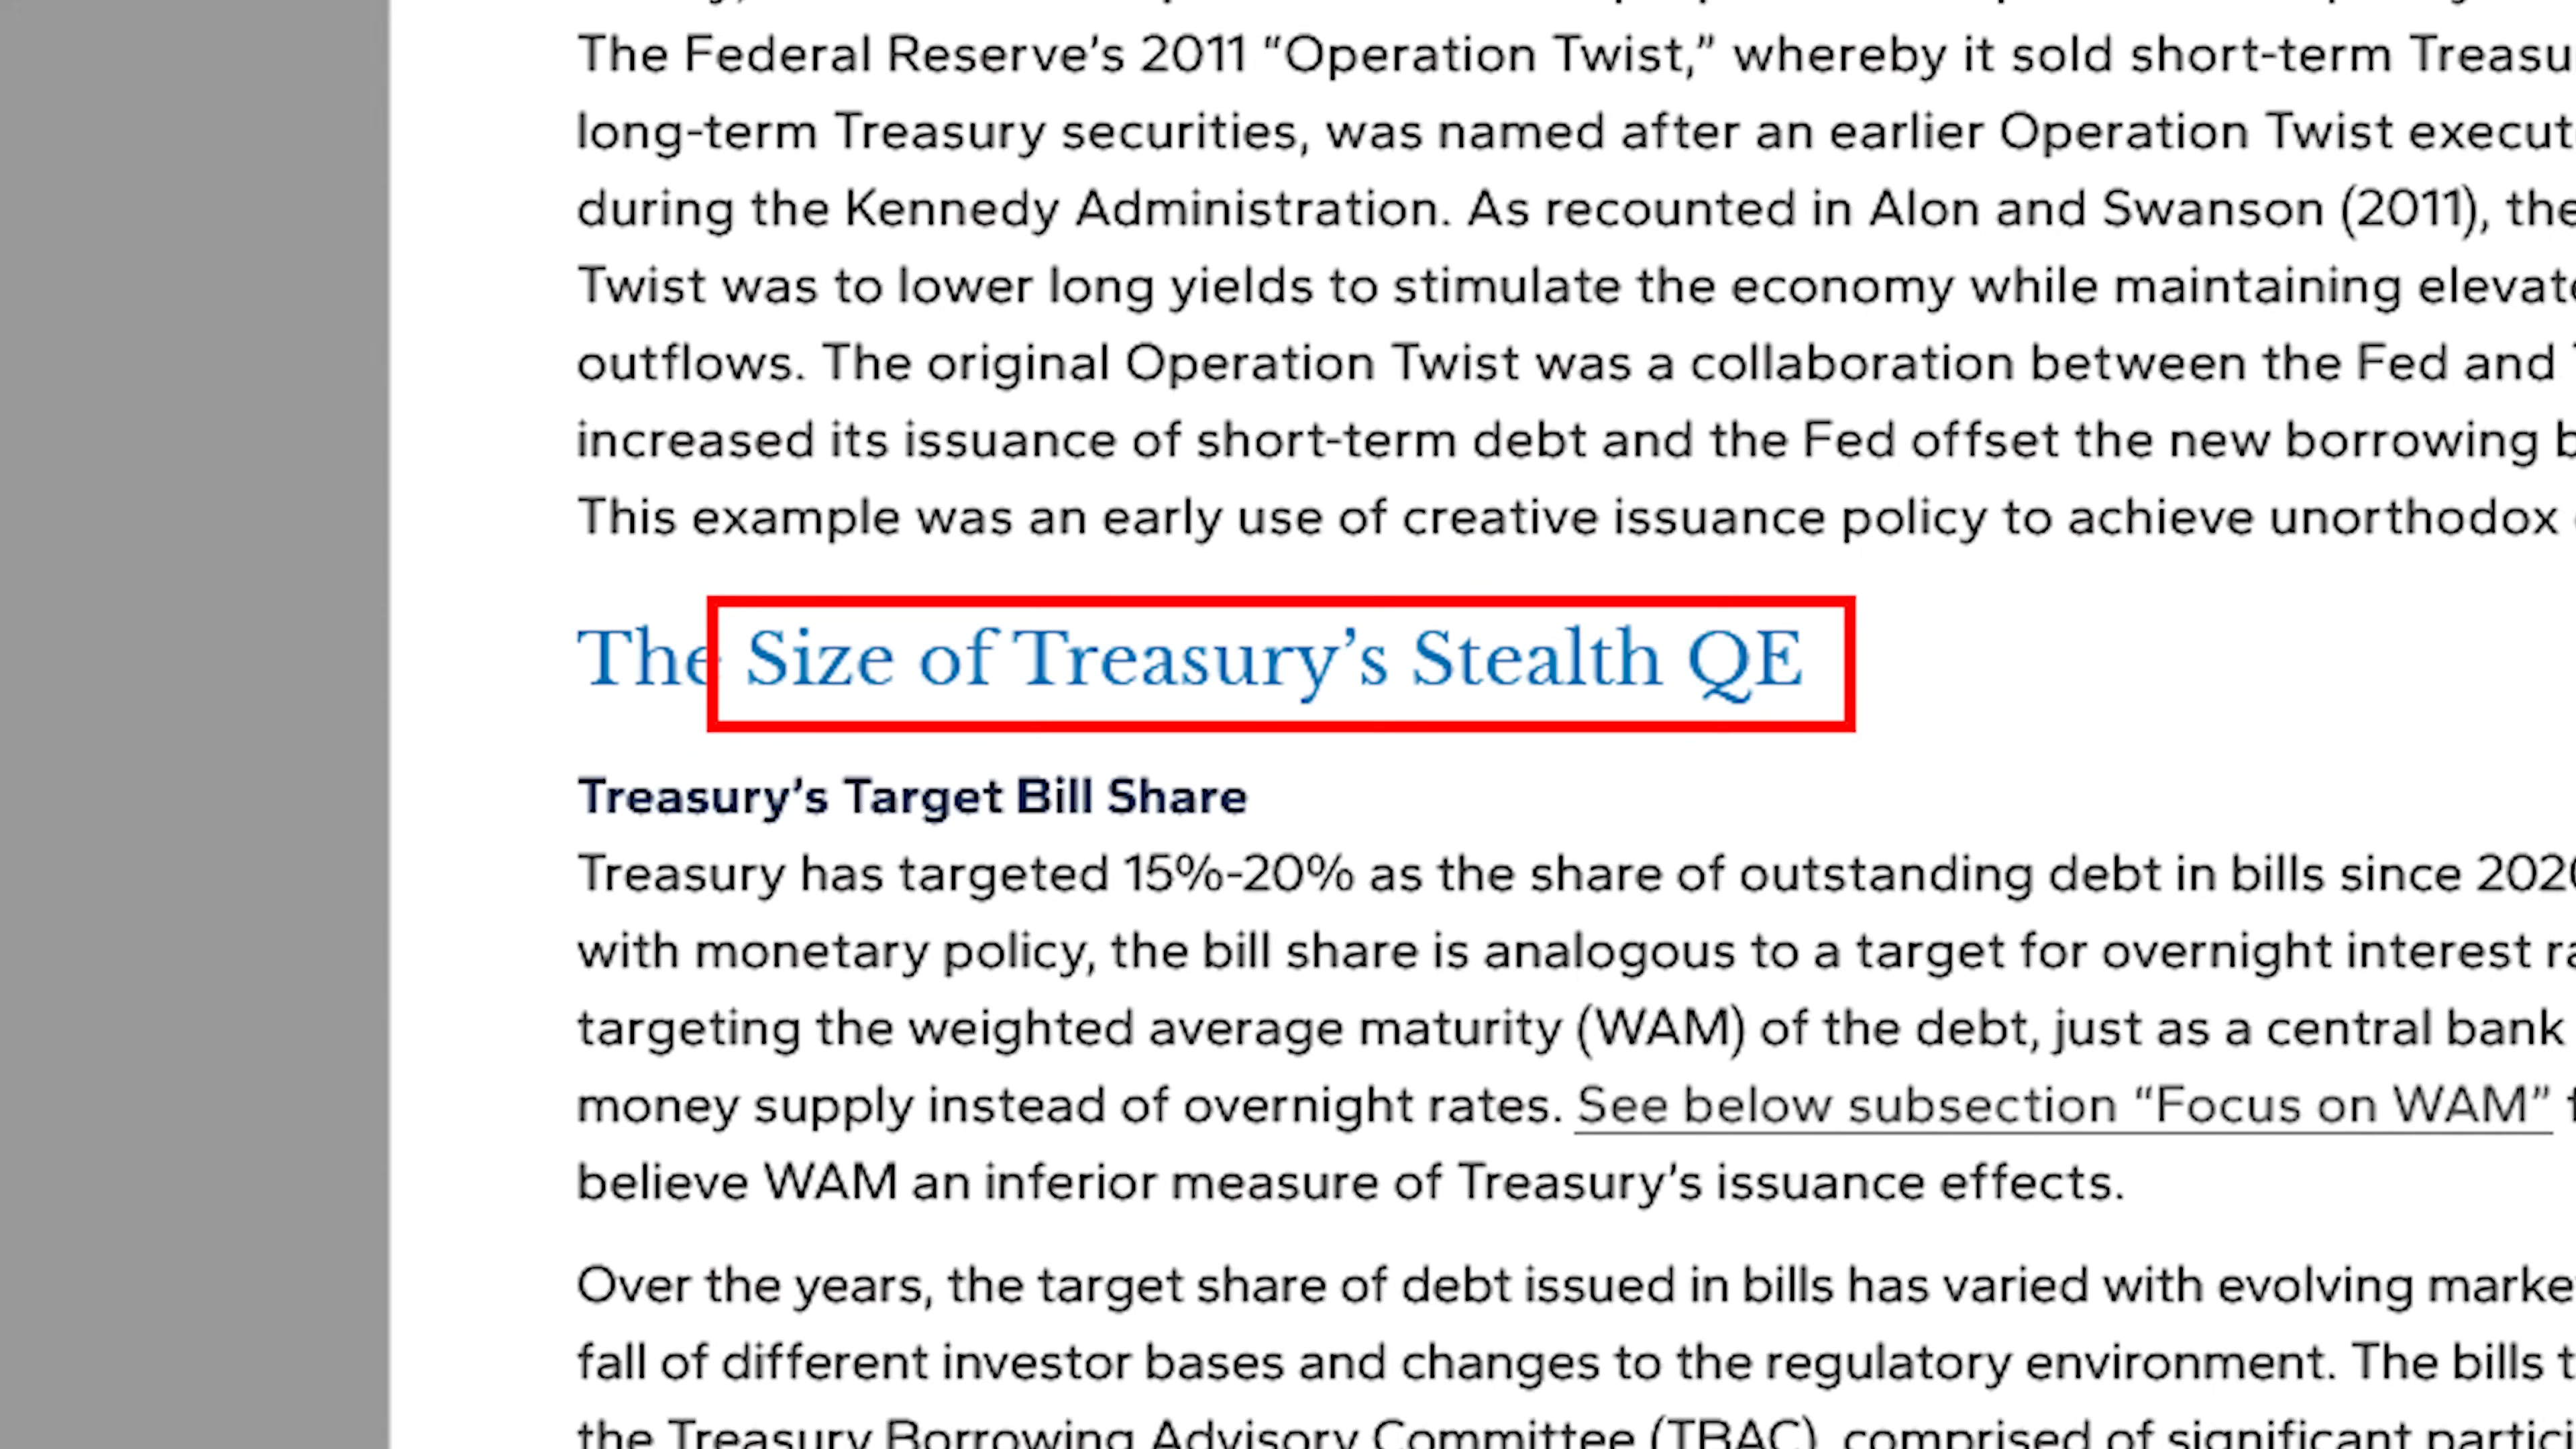 The Federal Reserve’s 2011 “Operation Twist,” whereby it sold short-term
long-term Treasury securities, was named after an earlier Operation Twist
during the Kennedy Administration. As recounted in Alon and Swanson (2011), the
Twist was to lower long yields to stimulate the economy while maintaining
outflows. The original Operation Twist was a collaboration between the Fed and
increased its issuance of short-term debt and the Fed offset the new borrowing
This example was an early use of creative issuance policy to achieve unorthodox
The Size of Treasury’s Stealth QE
Treasury’s Target Bill Share
Treasury has targeted 15%-20% as the share of outstanding debt in bills since
with monetary policy, the bill share is analogous to a target for overnight interest
targeting the weighted average maturity (WAM) of the debt, just as a central bank
money supply instead of overnight rates. See below subsection “Focus on WAM”
believe WAM an inferior measure of Treasury’s issuance effects.
Over the years, the target share of debt issued in bills has varied with evolving
fall of different investor bases and changes to the regulatory environment. The bills
the Treasury Borrowing Advisory Committee (TBAC), comprised of significant